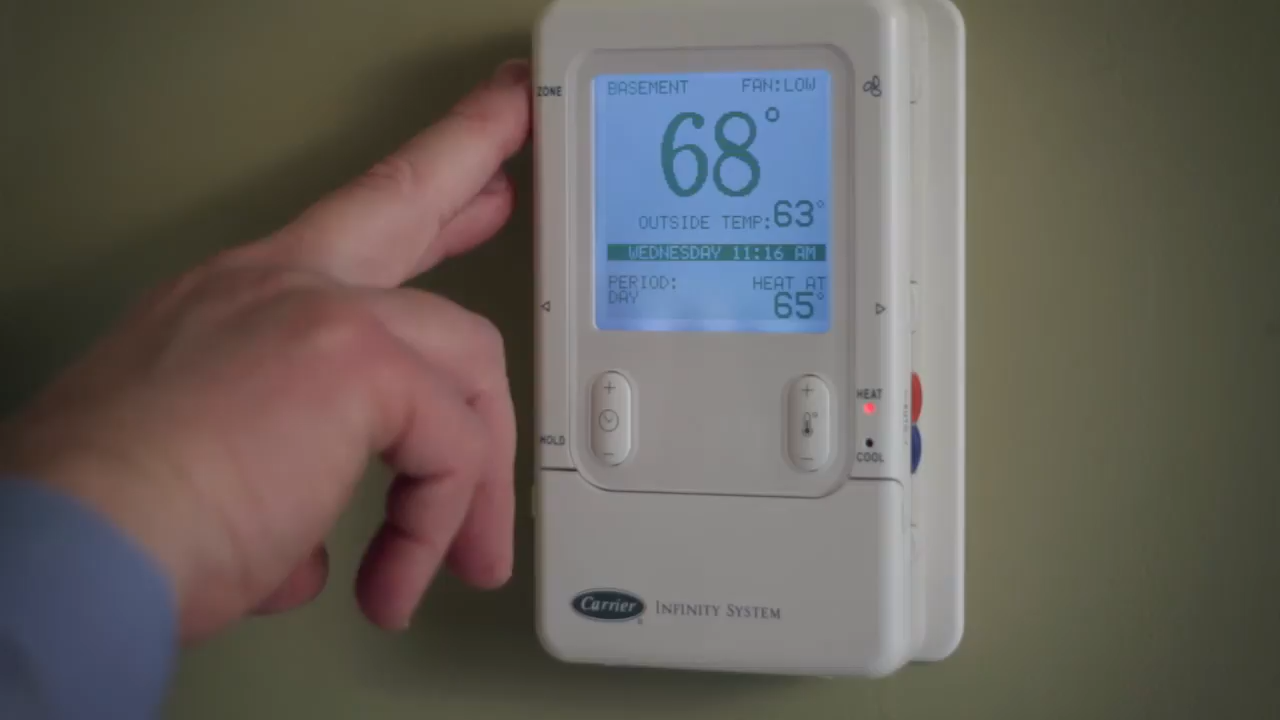 ZONE
BASEMENT FAN:LOW
68°
OUTSIDE TEMP:63°
WEDNESDAY 11:16 AM
PERIOD: HEAT AT
DAY 65°
+ +
- -
HEAT
HOLD
COOL
Carrier INFINITY SYSTEM